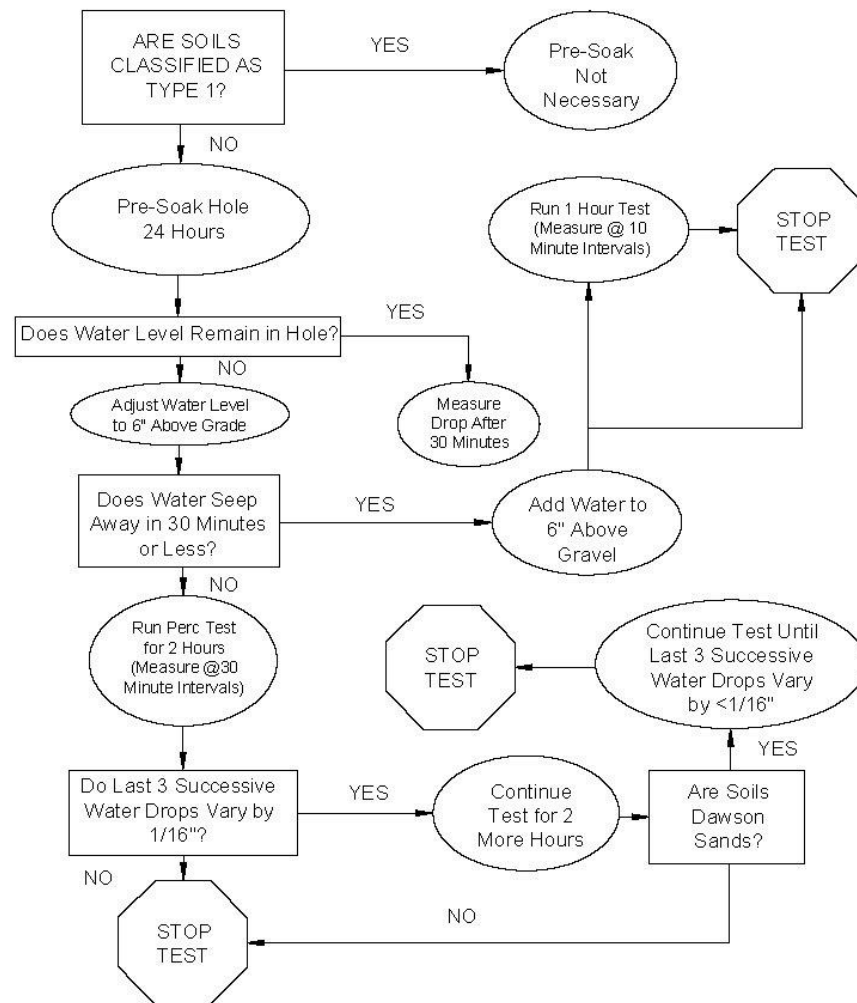 ARE SOILS
CLASSIFIED AS
TYPE 1?
YES
Pre-Soak
Not
Necessary
NO
Pre-Soak Hole
24 Hours
Run 1 Hour Test
(Measure @ 10
Minute Intervals)
STOP
TEST
Does Water Level Remain in Hole?
YES
NO
Adjust Water Level
to 6" Above Grade
Measure
Drop After
30 Minutes
Does Water Seep
Away in 30 Minutes
or Less?
YES
Add Water to
6" Above
Gravel
NO
Run Perc Test
for 2 Hours
(Measure @30
Minute Intervals)
STOP
TEST
Continue Test Until
Last 3 Successive
Water Drops Vary
by <1/16"
YES
Do Last 3 Successive
Water Drops Vary by
1/16"?
YES
Continue
Test for 2
More Hours
Are Soils
Dawson
Sands?
NO
STOP
TEST
NO